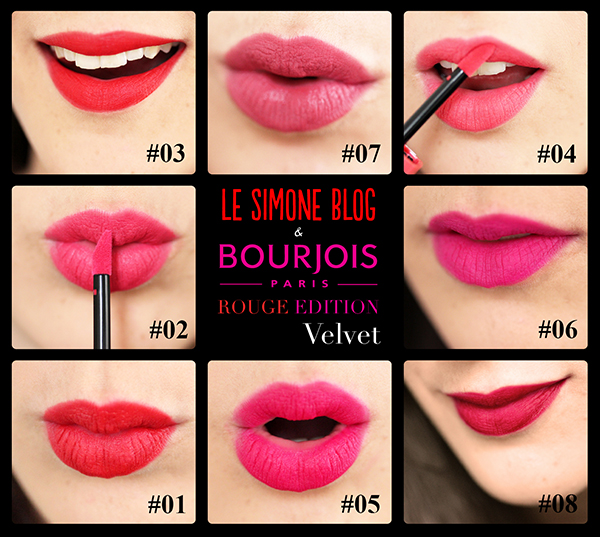 #03
#07
#04
#02
LE SIMONE BLOG
&
BOURJOIS
PARIS
ROUGE EDITION
Velvet
#06
#01
#05
#08